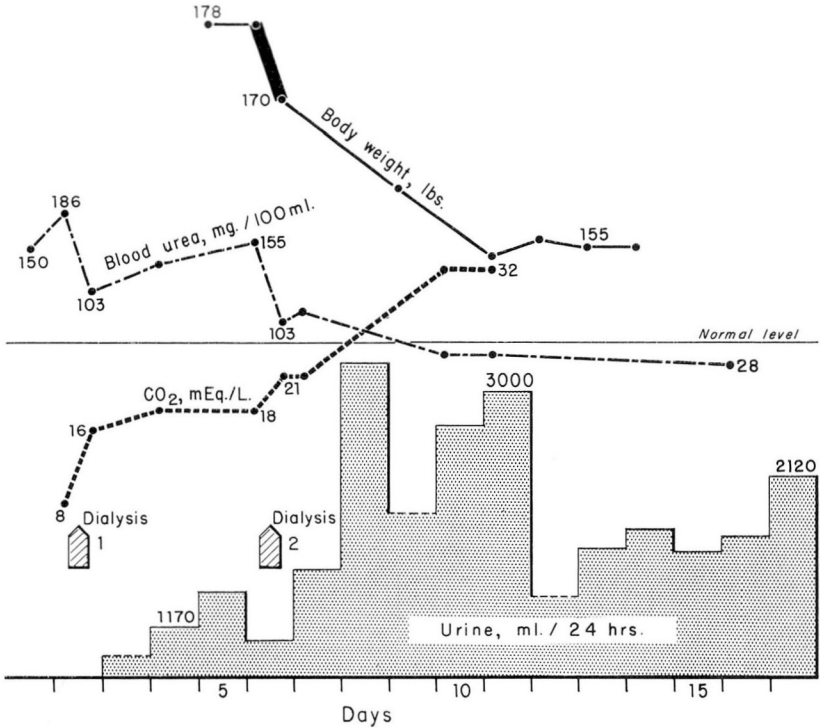 178
170
Body weight, lbs.
186
150
Blood urea, mg./100 ml.
103
155
103
155
32
Normal level
28
CO₂, mEq./L.
21
18
16
8
Dialysis
1
Dialysis
2
3000
2120
1170
Urine, ml./ 24 hrs.
5
10
15
Days